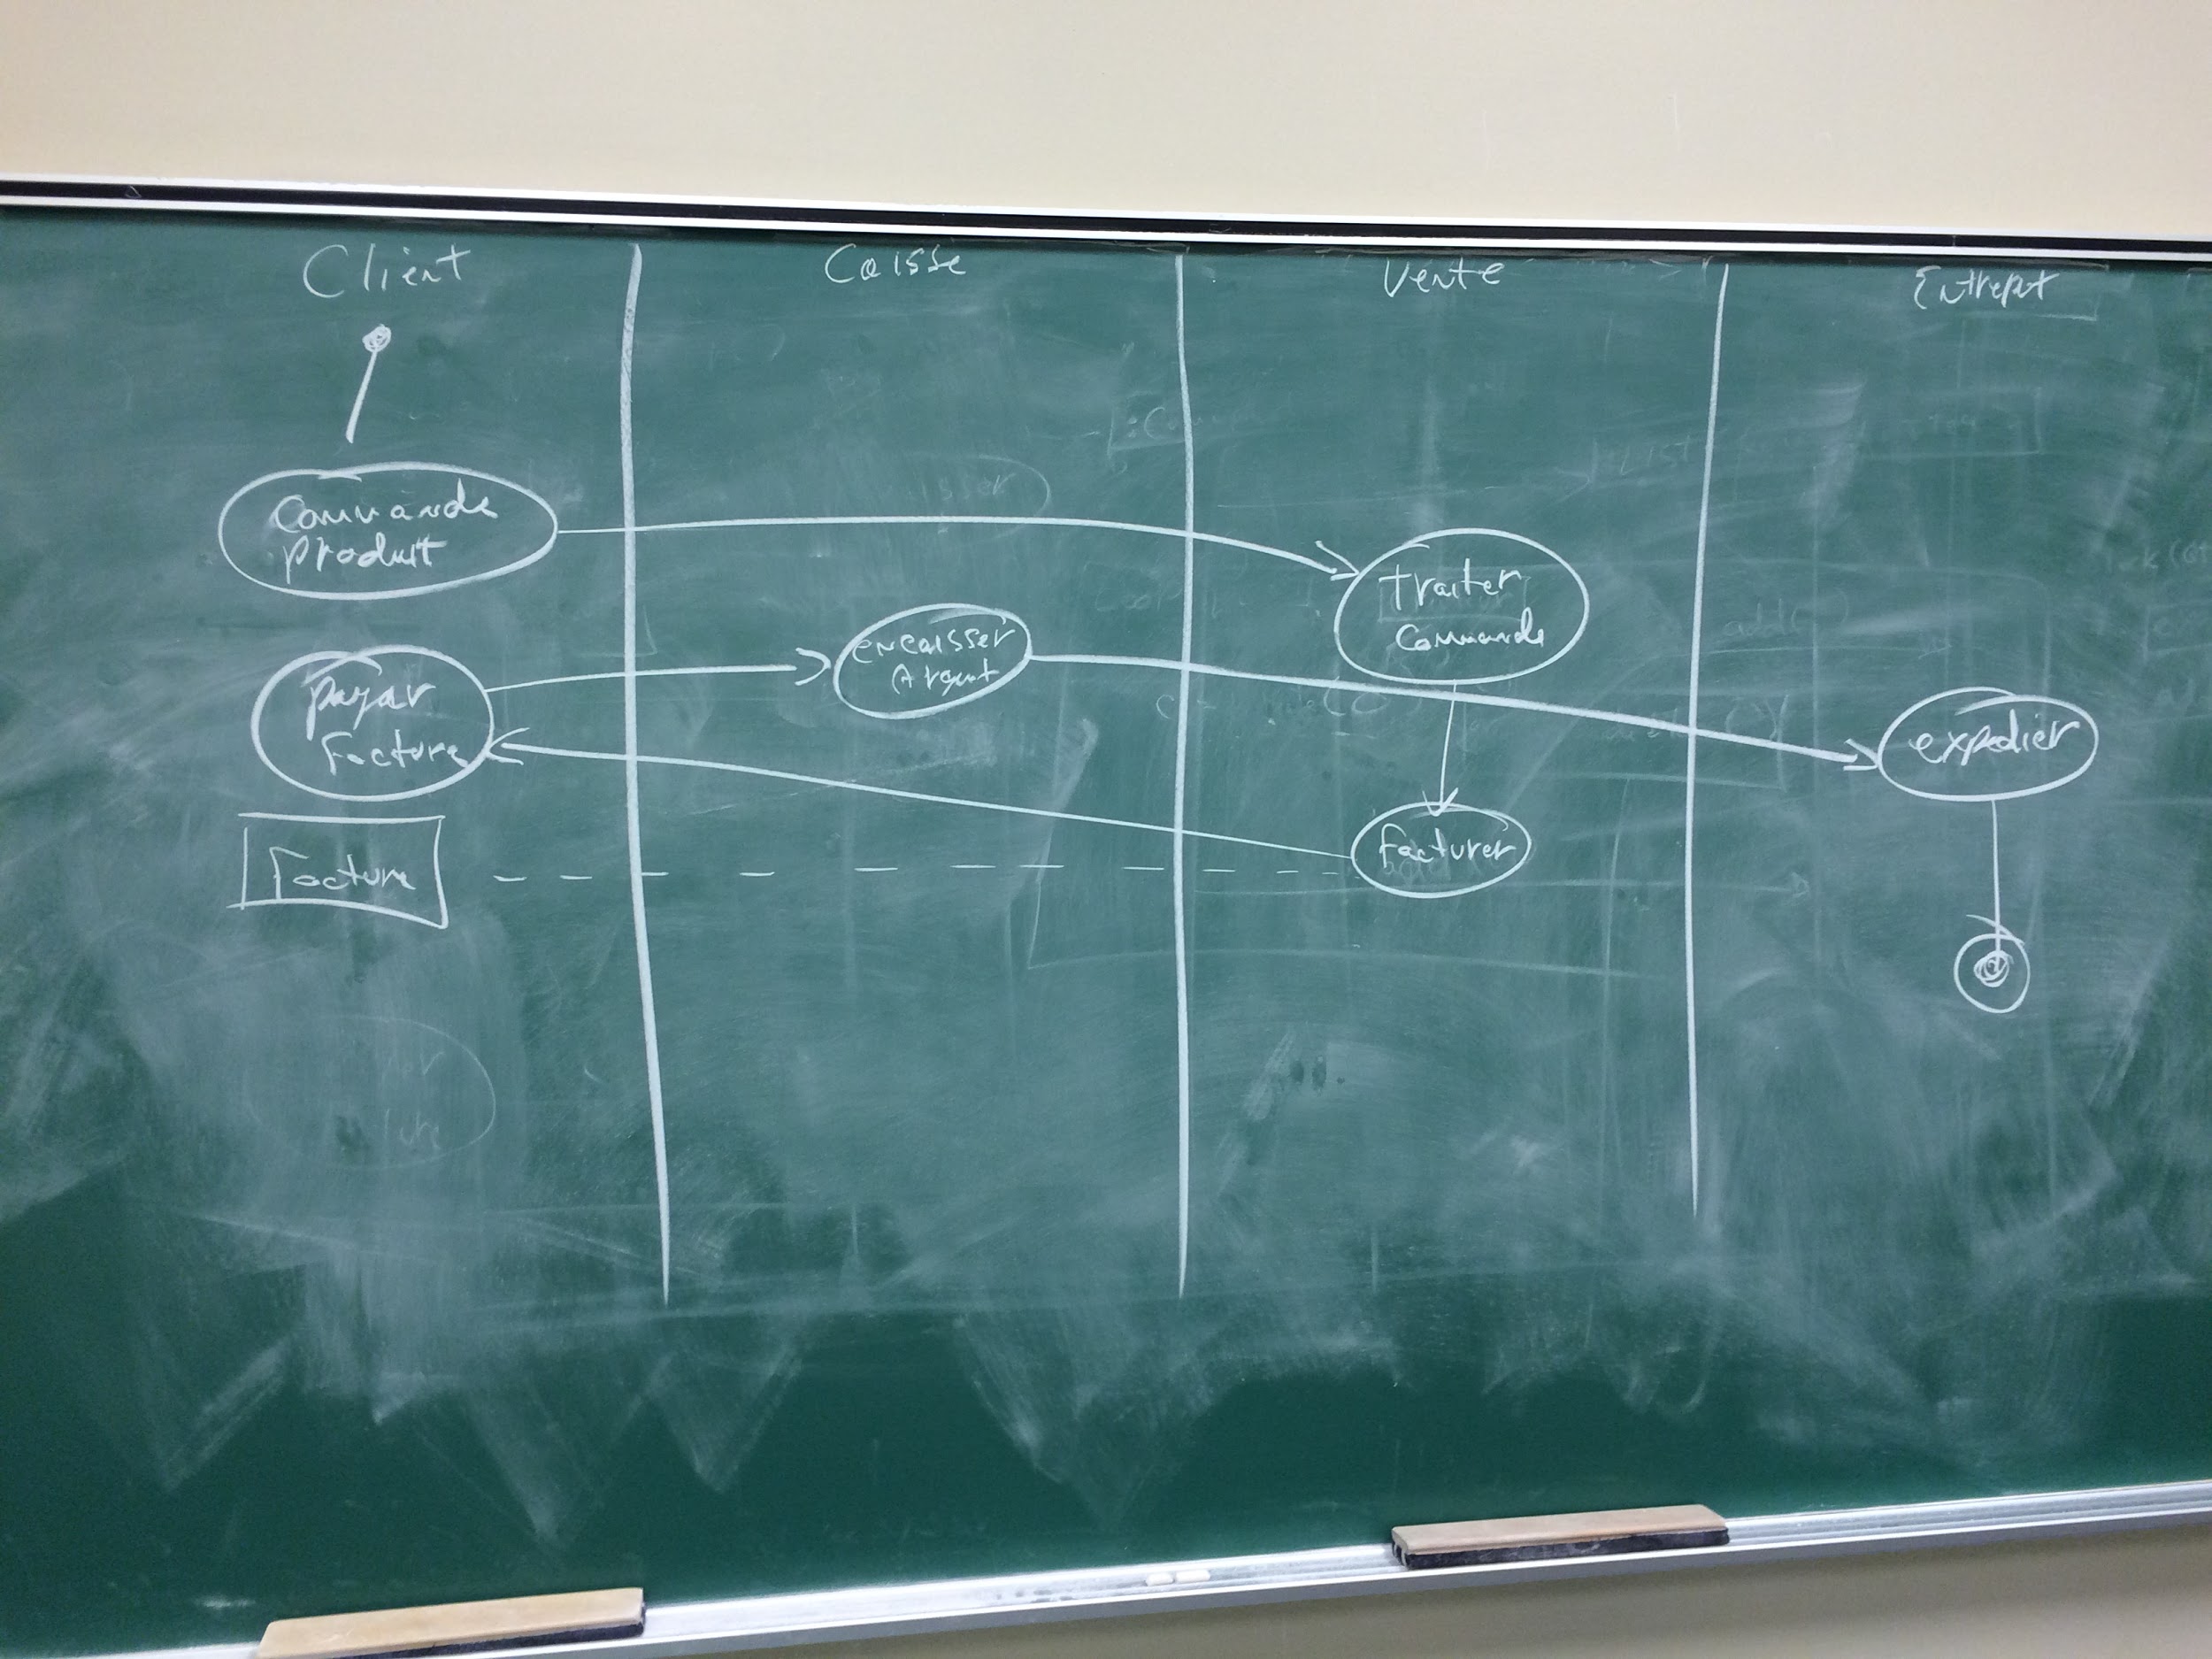 Client
Caisse
Vente
Entrepot
Commande
produit
traiter
Commande
encaisser
Argent
payer
Facture
expedier
facturer
Facture